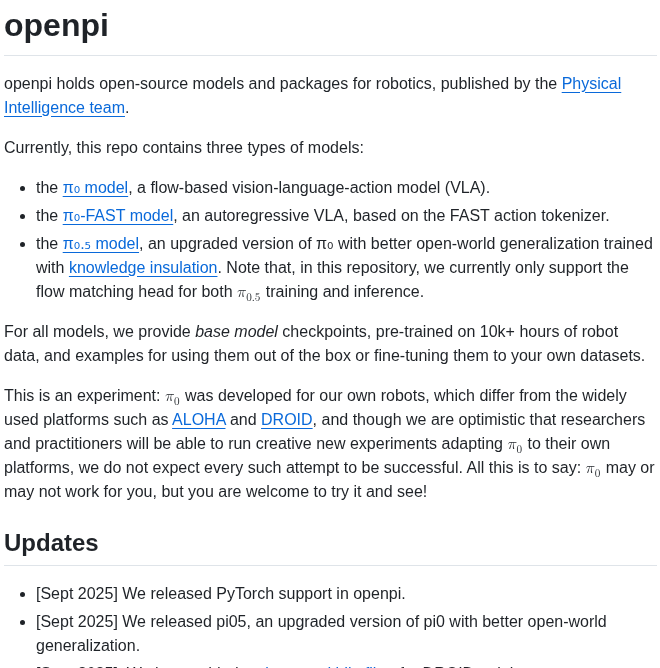 openpi
openpi holds open-source models and packages for robotics, published by the Physical
Intelligence team.
Currently, this repo contains three types of models:
the π₀ model, a flow-based vision-language-action model (VLA).
the π₀-FAST model, an autoregressive VLA, based on the FAST action tokenizer.
the π₀.₅ model, an upgraded version of π₀ with better open-world generalization trained
with knowledge insulation. Note that, in this repository, we currently only support the
flow matching head for both π₀.₅ training and inference.
For all models, we provide base model checkpoints, pre-trained on 10k+ hours of robot
data, and examples for using them out of the box or fine-tuning them to your own datasets.
This is an experiment: π₀ was developed for our own robots, which differ from the widely
used platforms such as ALOHA and DROID, and though we are optimistic that researchers
and practitioners will be able to run creative new experiments adapting π₀ to their own
platforms, we do not expect every such attempt to be successful. All this is to say: π₀ may or
may not work for you, but you are welcome to try it and see!
Updates
[Sept 2025] We released PyTorch support in openpi.
[Sept 2025] We released pi05, an upgraded version of pi0 with better open-world
generalization.